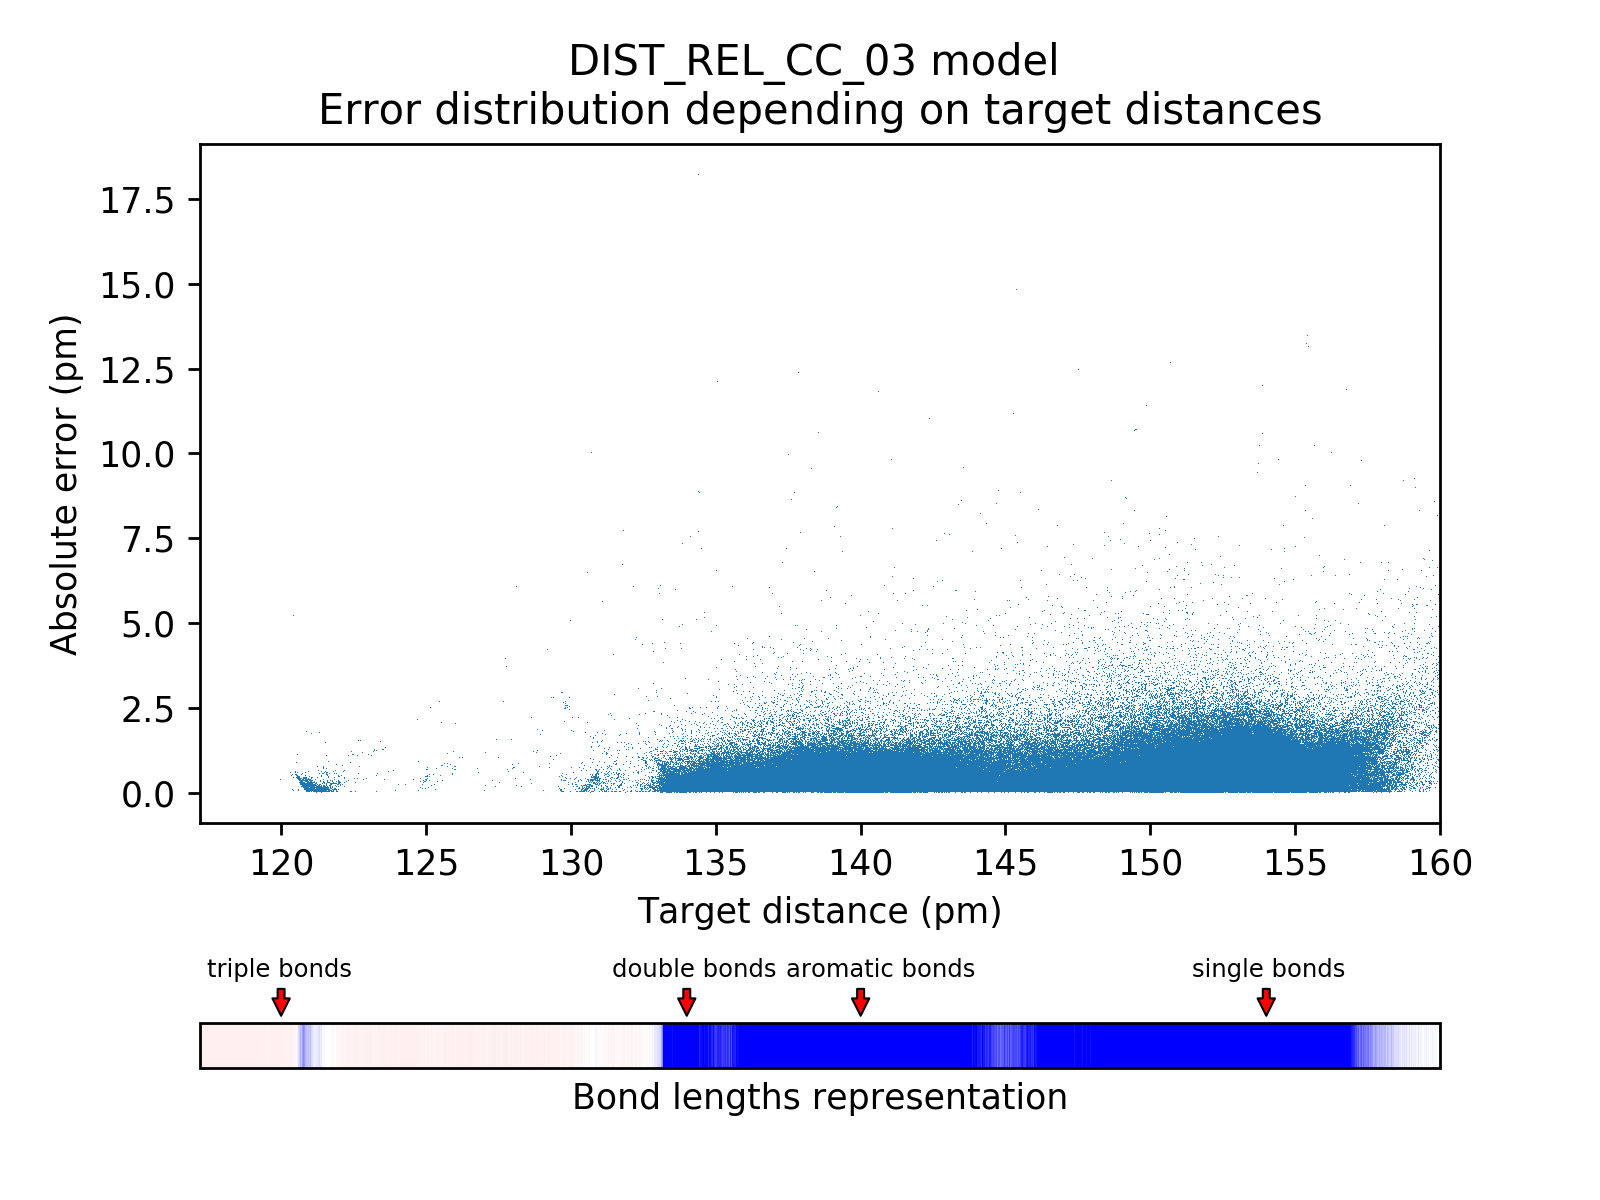 DIST_REL_CC_03 model
Error distribution depending on target distances
17.5
15.0
12.5
10.0
7.5
5.0
2.5
0.0
Absolute error (pm)
120 125 130 135 140 145 150 155 160
Target distance (pm)
triple bonds double bonds aromatic bonds single bonds
Bond lengths representation